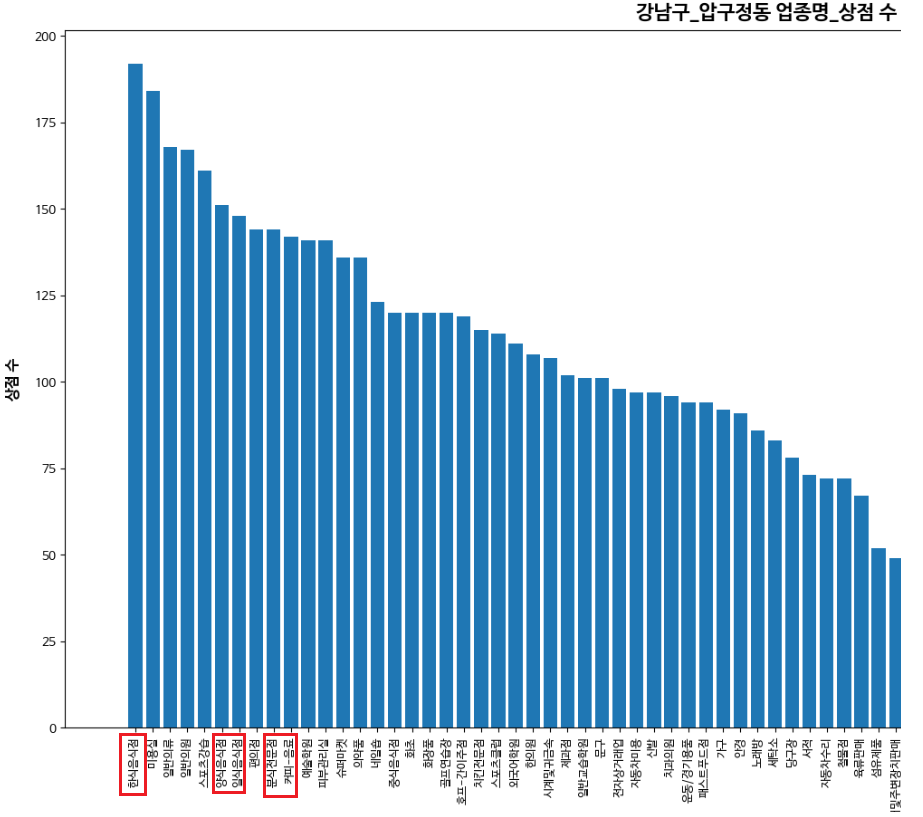 강남구_압구정동 업종명_상점 수
상점 수
200
175
150
125
100
75
50
25
0
한식음식점
미용실
일반의류
일반의원
스포츠강습
양식음식점
일식음식점
편의점
분식전문점
커피-음료
예술학원
피부관리실
슈퍼마켓
의약품
네일숍
중식음식점
화초
화장품
골프연습장
호프-간이주점
치킨전문점
스포츠클럽
외국어학원
한의원
시계및귀금속
제과점
일반교습학원
문구
전자상거래업
자동차미용
신발
치과의원
운동/경기용품
패스트푸드점
가구
안경
노래방
세탁소
당구장
서적
자동차수리
철물점
육류판매
섬유제품
및주변장치판매